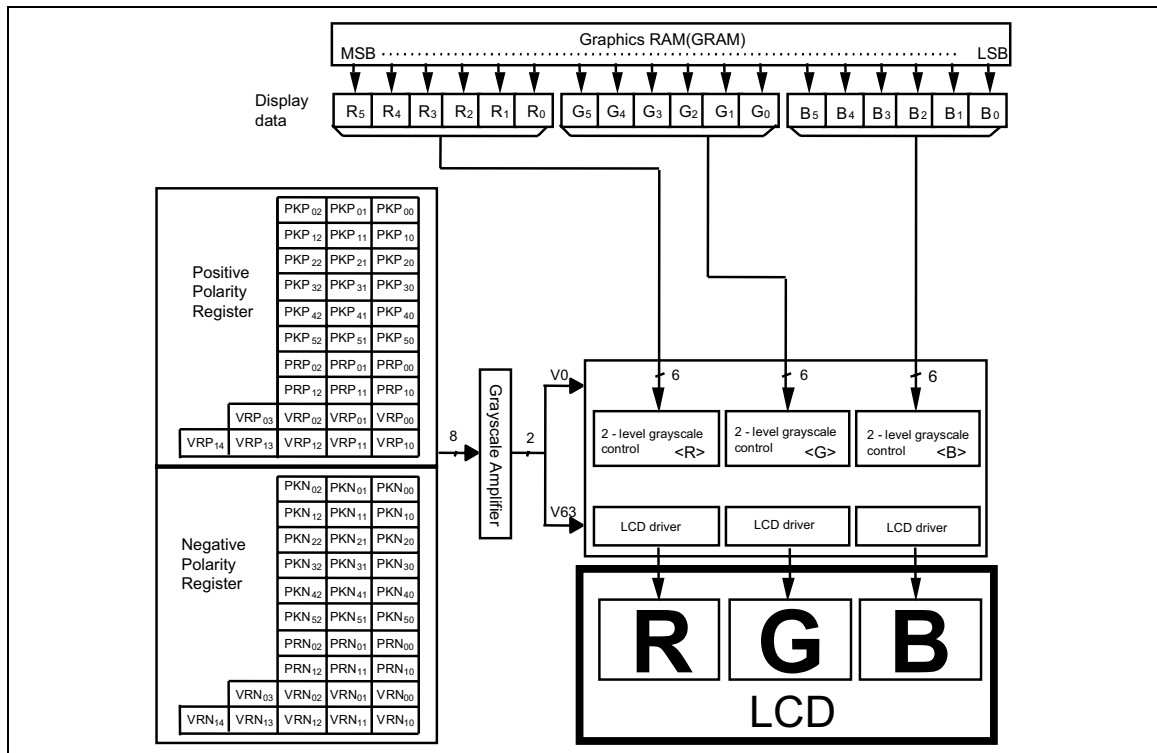 Graphics RAM(GRAM)
MSB LSB
Display
data
R5 R4 R3 R2 R1 R0 G5 G4 G3 G2 G1 G0 B5 B4 B3 B2 B1 B0
Positive
Polarity
Register
PKP02 PKP01 PKP00
PKP12 PKP11 PKP10
PKP22 PKP21 PKP20
PKP32 PKP31 PKP30
PKP42 PKP41 PKP40
PKP52 PKP51 PKP50
PRP02 PRP01 PRP00
PRP12 PRP11 PRP10
VRP03 VRP02 VRP01 VRP00
VRP14 VRP13 VRP12 VRP11 VRP10
Negative
Polarity
Register
PKN02 PKN01 PKN00
PKN12 PKN11 PKN10
PKN22 PKN21 PKN20
PKN32 PKN31 PKN30
PKN42 PKN41 PKN40
PKN52 PKN51 PKN50
PRN02 PRN01 PRN00
PRN12 PRN11 PRN10
VRN03 VRN02 VRN01 VRN00
VRN14 VRN13 VRN12 VRN11 VRN10
8
Grayscale Amplifier
2
V0
V63
6 6 6
2 - level grayscale
control <R>
2 - level grayscale
control <G>
2 - level grayscale
control <B>
LCD driver LCD driver LCD driver
R G B
LCD